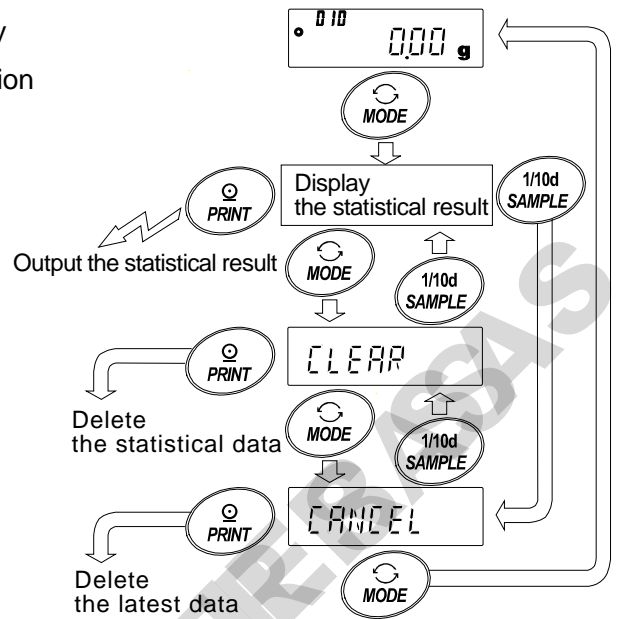 010
0.00 g
MODE
PRINT
Display
the statistical result
1/10d
SAMPLE
Output the statistical result
MODE
1/10d
SAMPLE
PRINT
CLEAR
Delete
the statistical data
MODE
1/10d
SAMPLE
PRINT
CANCEL
Delete
the latest data
MODE